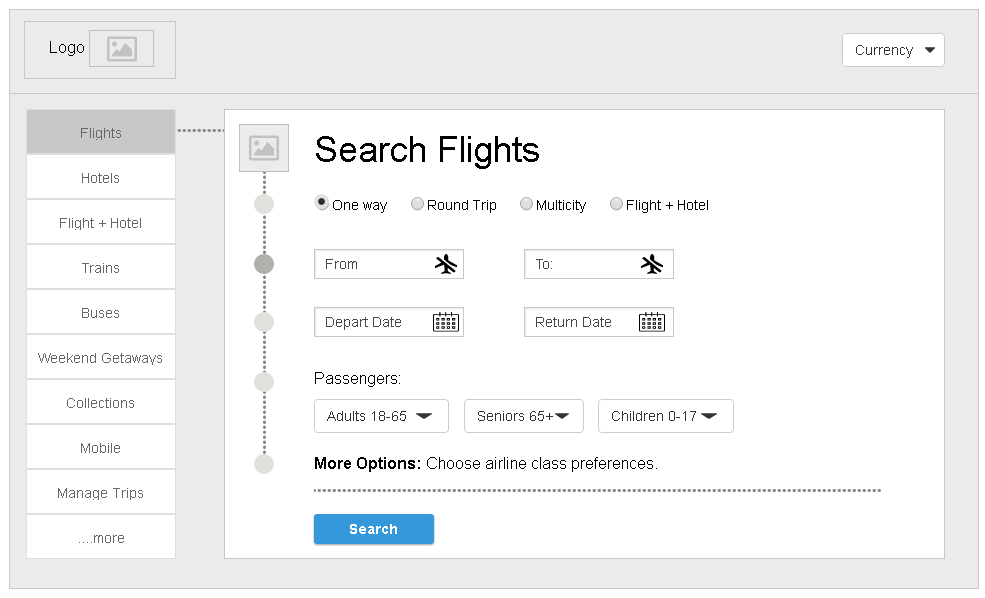 Logo
Currency
Flights
Hotels
Flight + Hotel
Trains
Buses
Weekend Getaways
Collections
Mobile
Manage Trips
....more
Search Flights
One way Round Trip Multicity Flight + Hotel
From To:
Depart Date Return Date
Passengers:
Adults 18-65 Seniors 65+ Children 0-17
More Options: Choose airline class preferences.
Search